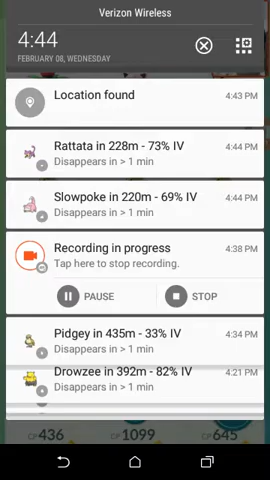 Verizon Wireless
4:44
FEBRUARY 08, WEDNESDAY
Location found 4:43 PM
Rattata in 228m - 73% IV 4:44 PM
Disappears in > 1 min
Slowpoke in 220m - 69% IV 4:44 PM
Disappears in > 1 min
Recording in progress 4:38 PM
Tap here to stop recording.
PAUSE STOP
Pidgey in 435m - 33% IV 4:34 PM
Disappears in > 1 min
Drowzee in 392m - 82% IV 4:21 PM
Disappears in > 1 min
CP436 CP1099 CP645